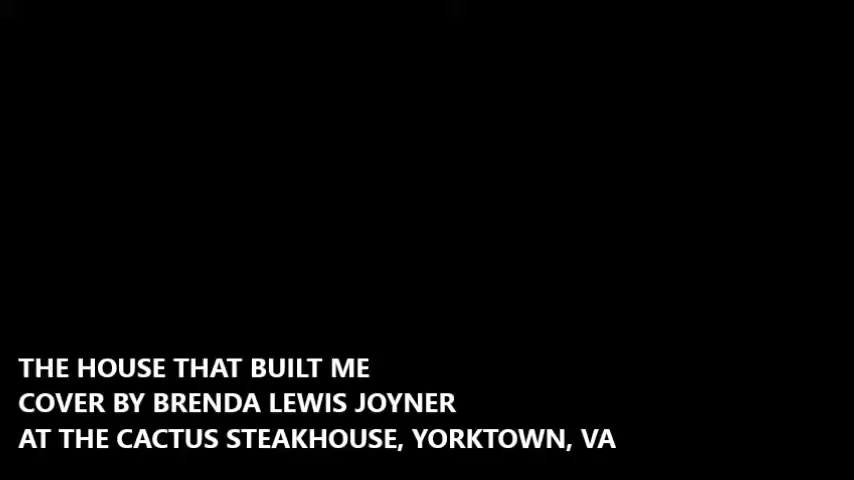 THE HOUSE THAT BUILT ME
COVER BY BRENDA LEWIS JOYNER
AT THE CACTUS STEAKHOUSE, YORKTOWN, VA